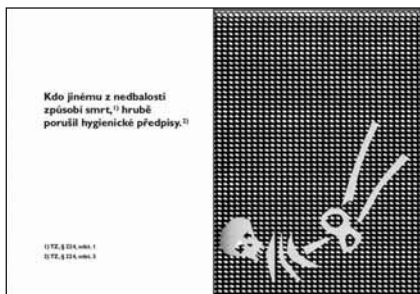 Kdo jinému z nedbalosti
způsobí smrt,¹⁾ hrubě
porušil hygienické předpisy.²⁾
1) TZ, § 224, odst. 1
2) TZ, § 224, odst. 3